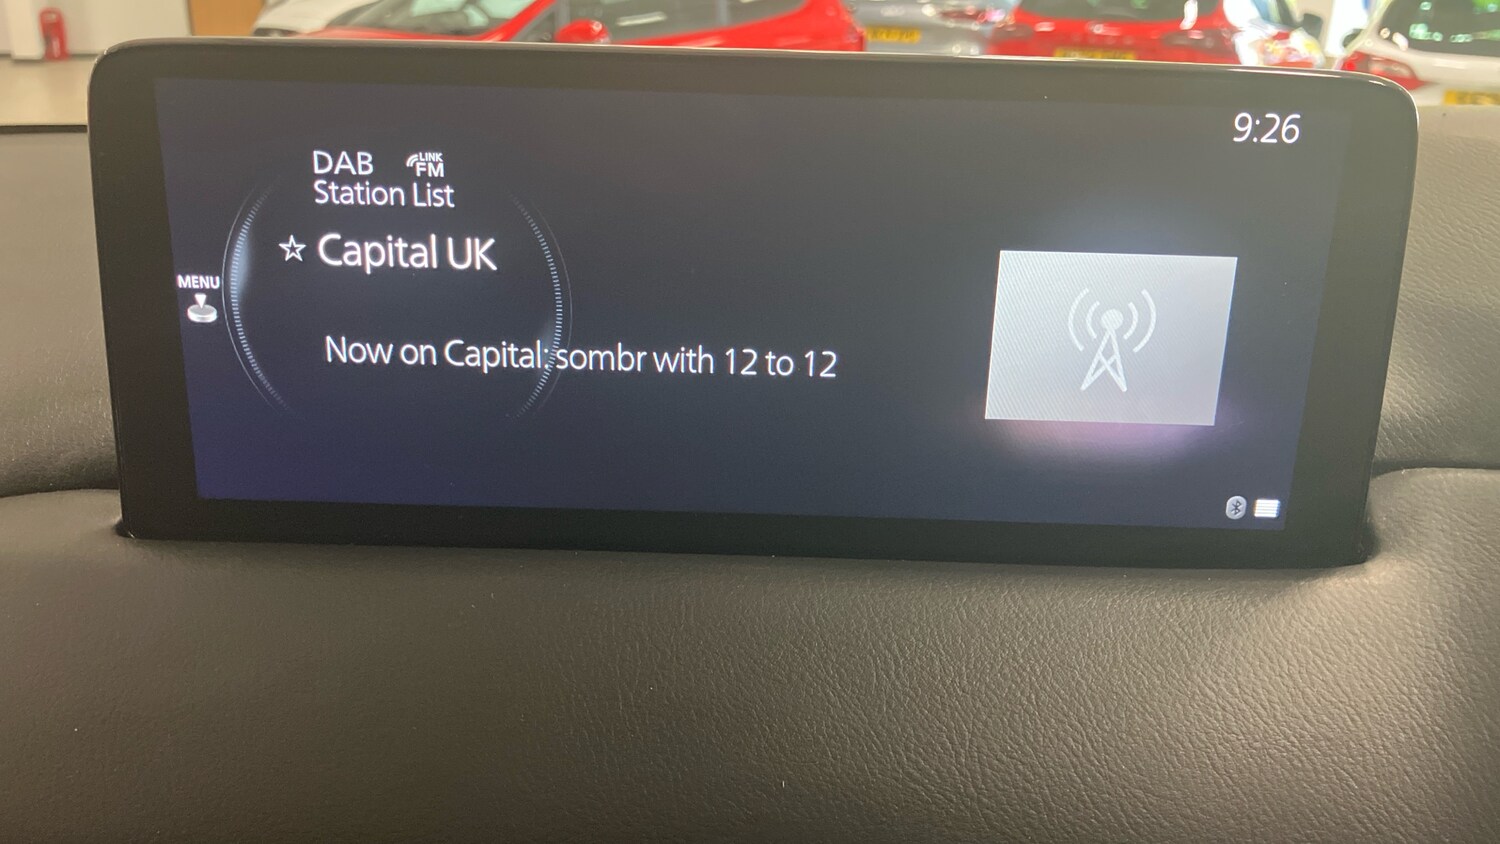 9:26
DAB LINK FM
Station List
☆ Capital UK
MENU
Now on Capital: sombr with 12 to 12